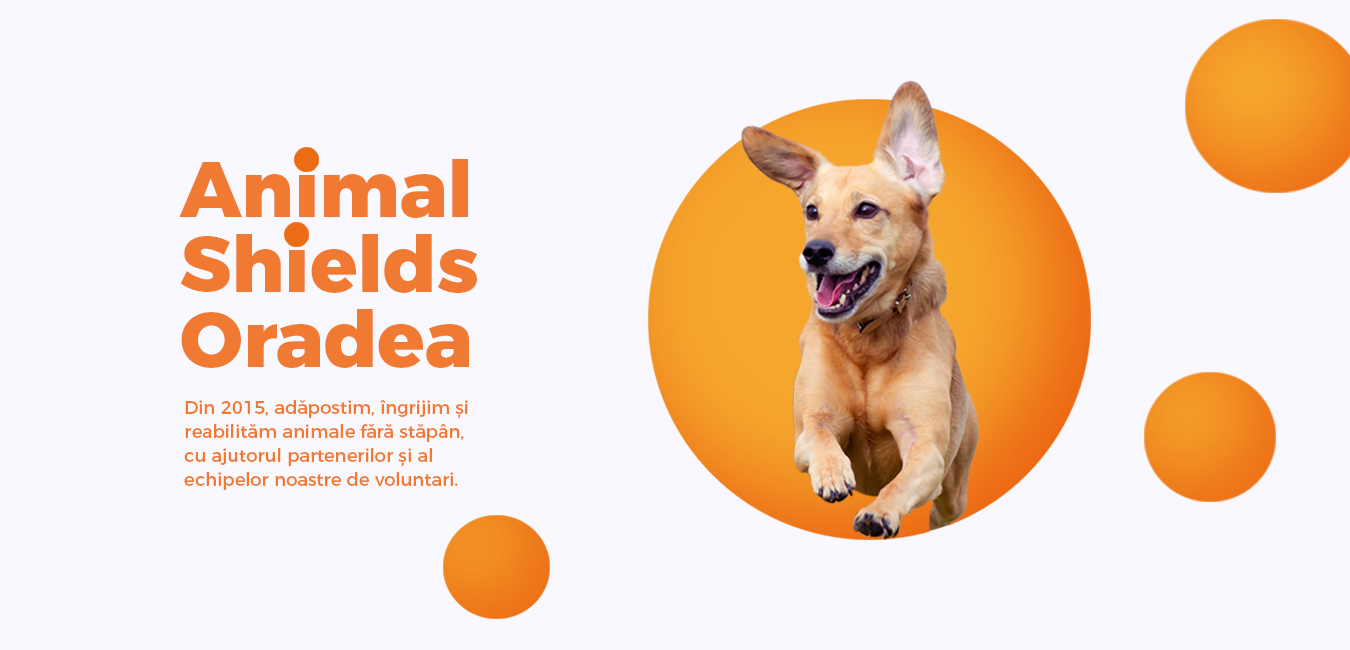 Animal
Shields
Oradea
Din 2015, adăpostim, îngrijim și
reabilităm animale fără stăpân,
cu ajutorul partenerilor și al
echipelor noastre de voluntari.